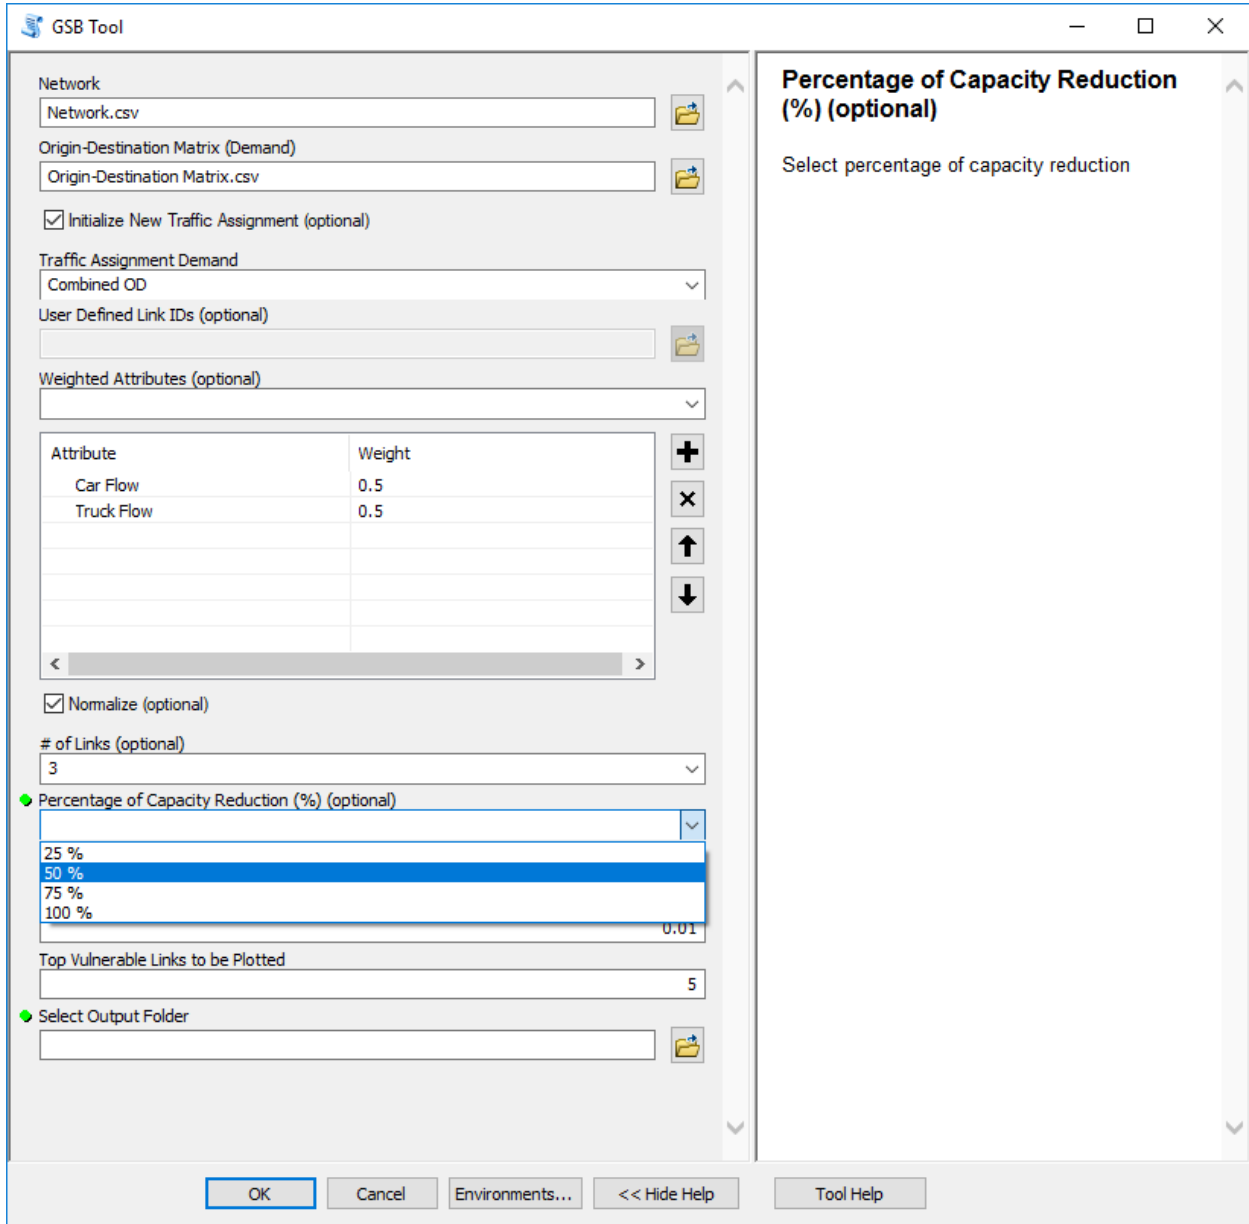 GSB Tool
Network
Network.csv
Origin-Destination Matrix (Demand)
Origin-Destination Matrix.csv
Initialize New Traffic Assignment (optional)
Traffic Assignment Demand
Combined OD
User Defined Link IDs (optional)
Weighted Attributes (optional)
Attribute Weight
Car Flow 0.5
Truck Flow 0.5
Normalize (optional)
# of Links (optional)
3
Percentage of Capacity Reduction (%) (optional)
25 %
50 %
75 %
100 %
0.01
Top Vulnerable Links to be Plotted
5
Select Output Folder
Percentage of Capacity Reduction
(%) (optional)
Select percentage of capacity reduction
OK Cancel Environments... << Hide Help Tool Help